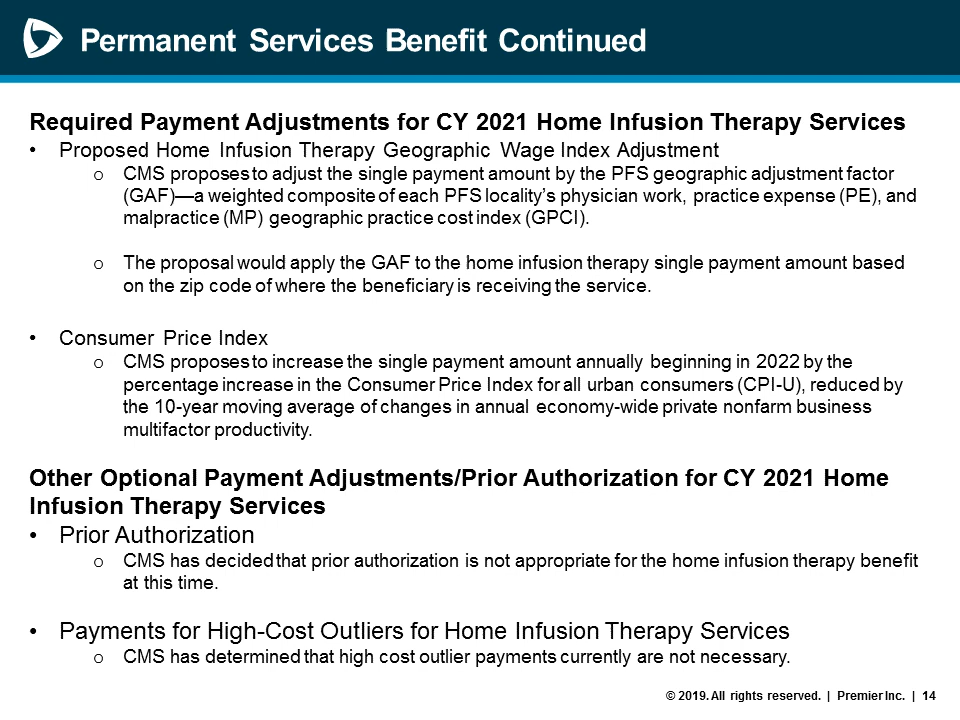 Permanent Services Benefit Continued
Required Payment Adjustments for CY 2021 Home Infusion Therapy Services
• Proposed Home Infusion Therapy Geographic Wage Index Adjustment
o CMS proposes to adjust the single payment amount by the PFS geographic adjustment factor
(GAF)—a weighted composite of each PFS locality’s physician work, practice expense (PE), and
malpractice (MP) geographic practice cost index (GPCI).
o The proposal would apply the GAF to the home infusion therapy single payment amount based
on the zip code of where the beneficiary is receiving the service.
• Consumer Price Index
o CMS proposes to increase the single payment amount annually beginning in 2022 by the
percentage increase in the Consumer Price Index for all urban consumers (CPI-U), reduced by
the 10-year moving average of changes in annual economy-wide private nonfarm business
multifactor productivity.
Other Optional Payment Adjustments/Prior Authorization for CY 2021 Home
Infusion Therapy Services
• Prior Authorization
o CMS has decided that prior authorization is not appropriate for the home infusion therapy benefit
at this time.
• Payments for High-Cost Outliers for Home Infusion Therapy Services
o CMS has determined that high cost outlier payments currently are not necessary.
© 2019. All rights reserved. | Premier Inc. | 14